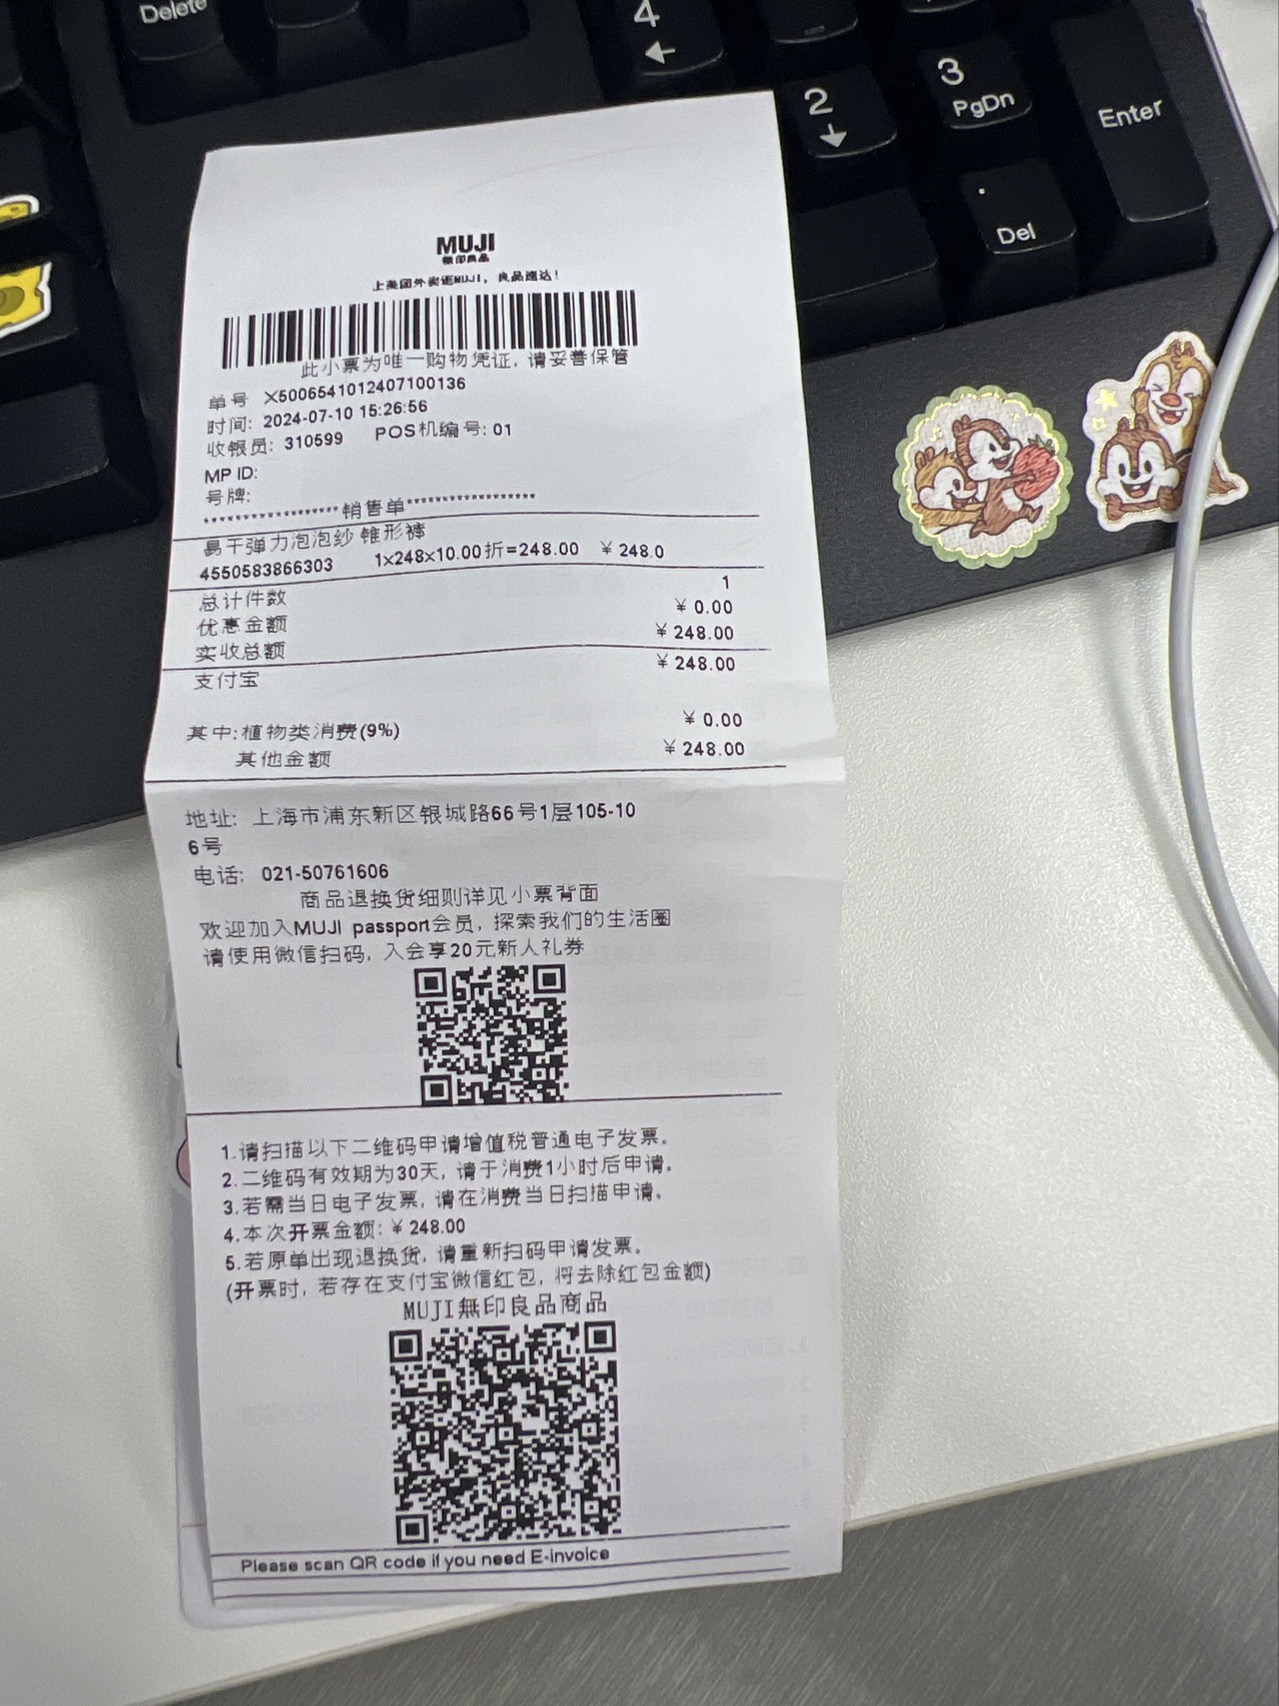 Delete
4
←
2
↓
3
PgDn
Enter
.
Del
MUJI
無印良品
上美团外卖逛MUJI，良品速达！
此小票为唯一购物凭证, 请妥善保管
单号 X5006541012407100136
时间: 2024-07-10 15:26:56
收银员: 310599 POS机编号: 01
MP ID:
号牌:
*******************销售单******************
易干弹力泡泡纱 锥形裤
4550583866303 1x248x10.00折=248.00 ￥248.0
总计件数 1
优惠金额 ￥0.00
实收总额 ￥248.00
支付宝 ￥248.00
其中:植物类消费(9%) ￥0.00
其他金额 ￥248.00
地址: 上海市浦东新区银城路66号1层105-10
6号
电话: 021-50761606
商品退换货细则详见小票背面
欢迎加入MUJI passport会员, 探索我们的生活圈
请使用微信扫码, 入会享20元新人礼券
1.请扫描以下二维码申请增值税普通电子发票。
2.二维码有效期为30天, 请于消费1小时后申请。
3.若需当日电子发票, 请在消费当日扫描申请。
4.本次开票金额: ￥248.00
5.若原单出现退换货, 请重新扫码申请发票。
(开票时, 若存在支付宝微信红包, 将去除红包金额)
MUJI無印良品商品
Please scan QR code if you need E-invoice